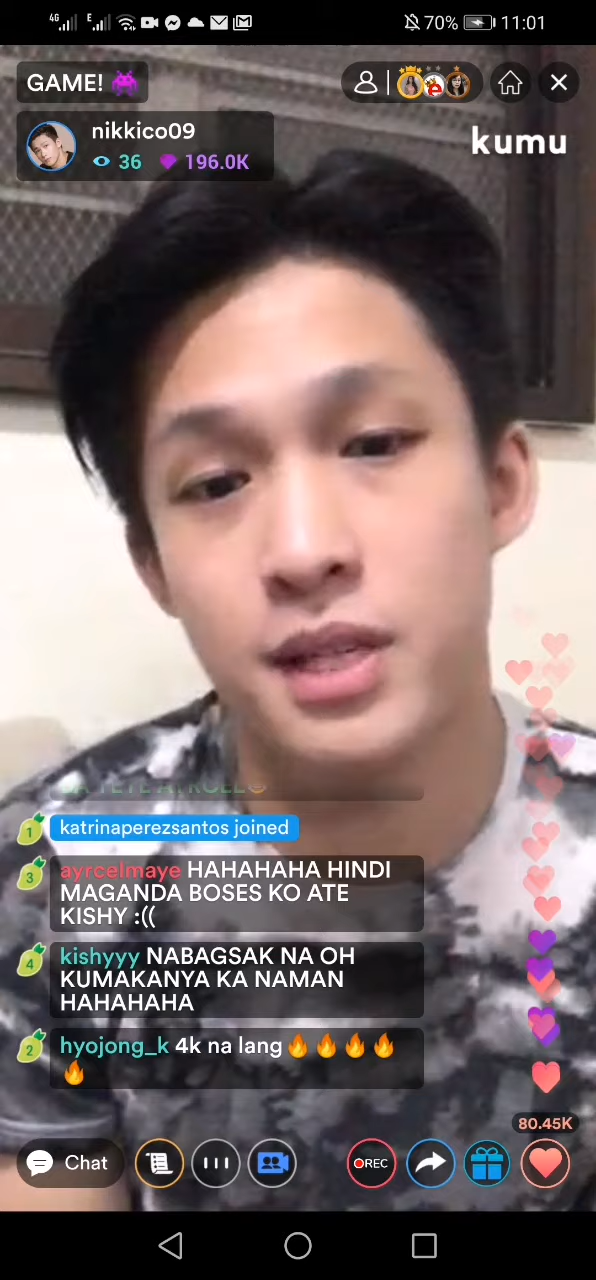 4G
E
70%
11:01
GAME! 👾
nikkico09
36
196.0K
kumu
1
katrinaperezsantos joined
3
ayrcelmaye HAHAHAHA HINDI
MAGANDA BOSES KO ATE
KISHY :((
4
kishyyy NABAGSAK NA OH
KUMAKANYA KA NAMAN
HAHAHAHA
2
hyojong_k 4k na lang🔥🔥🔥🔥
🔥
80.45K
Chat
REC